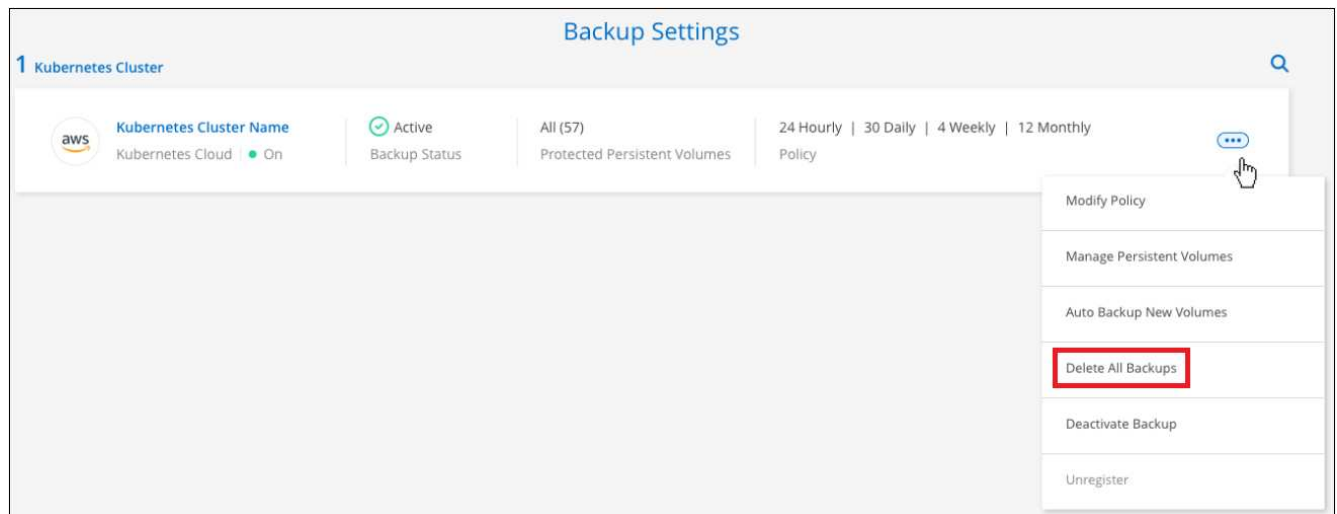 Backup Settings
1 Kubernetes Cluster
aws
Kubernetes Cluster Name
Kubernetes Cloud | On
Active
Backup Status
All (57)
Protected Persistent Volumes
24 Hourly | 30 Daily | 4 Weekly | 12 Monthly
Policy
Modify Policy
Manage Persistent Volumes
Auto Backup New Volumes
Delete All Backups
Deactivate Backup
Unregister